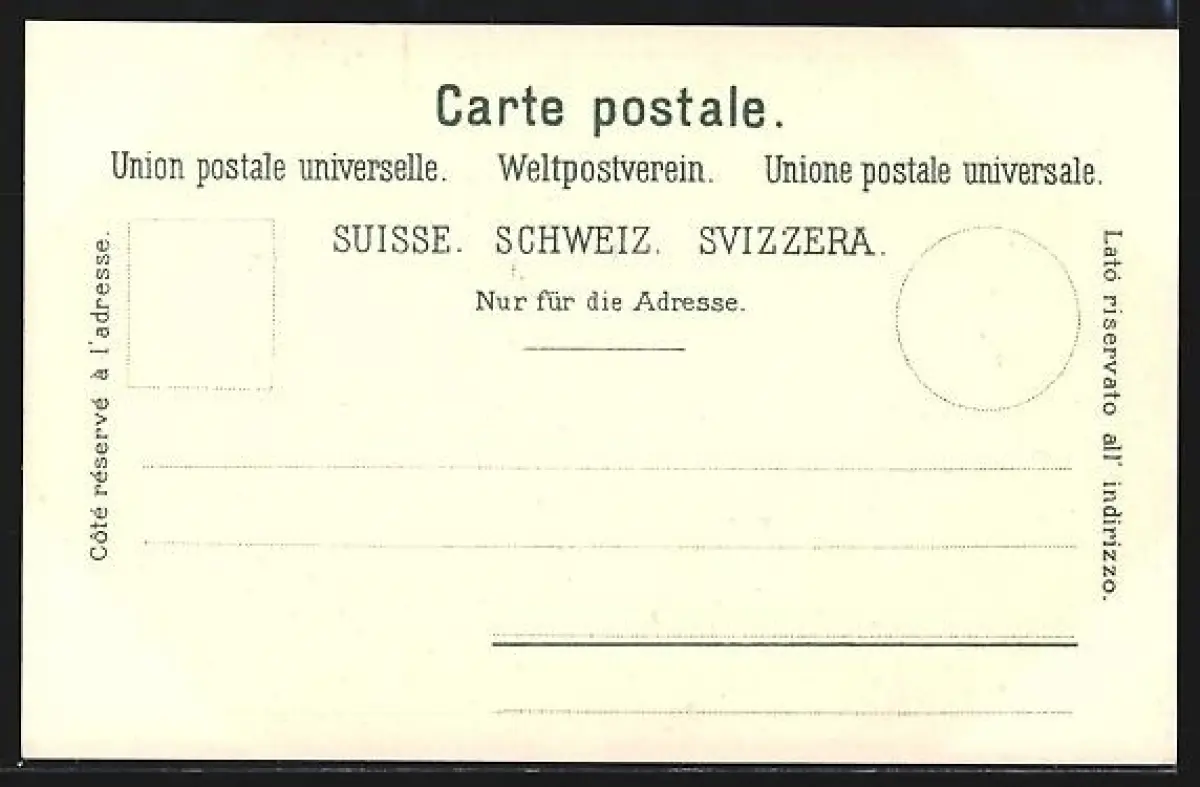 Carte postale.
Union postale universelle. Weltpostverein. Unione postale universale.
SUISSE. SCHWEIZ. SVIZZERA.
Nur für die Adresse.
Côté réservé à l'adresse.
Lató riservato all' indirizzo.